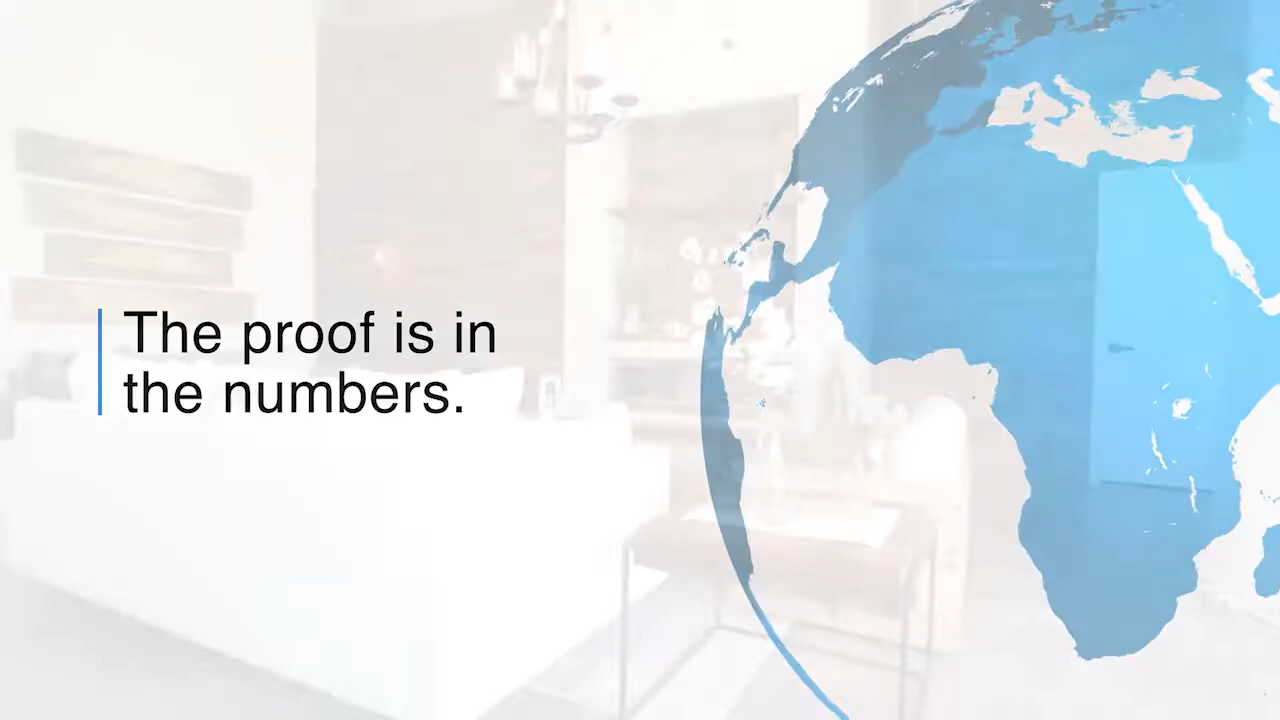 The proof is in
the numbers.